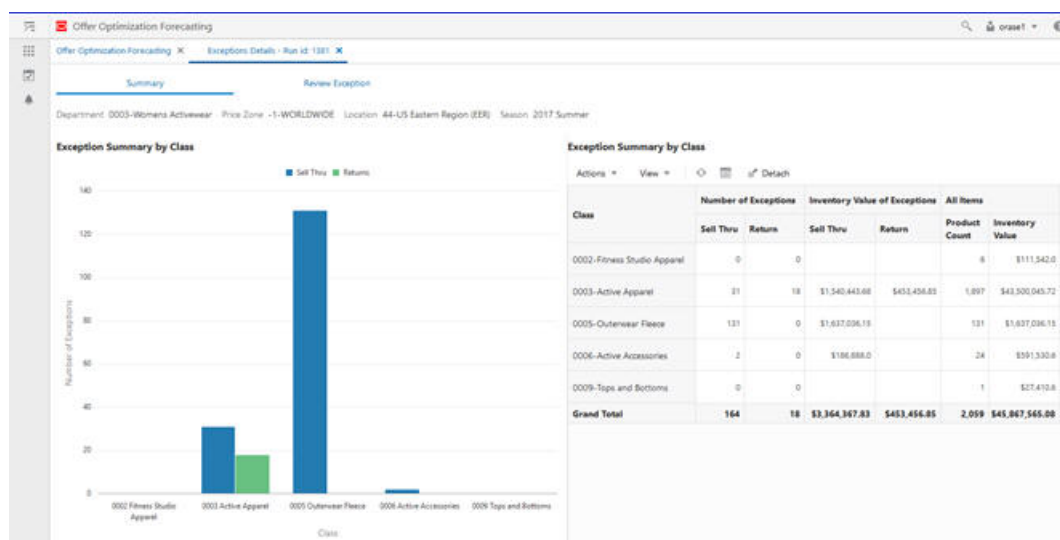 Offer Optimization Forecasting
orase1
Offer Optimization Forecasting
Exceptions Details - Run id: 1381
Summary
Review Exception
Department 0003-Womens Activewear Price Zone -1-WORLDWIDE Location 44-US Eastern Region (EER) Season 2017 Summer
Exception Summary by Class
Sell Thru Returns
140
120
100
80
60
40
20
0
Number of Exceptions
0002 Fitness Studio Apparel
0003 Active Apparel
0005 Outerwear Fleece
0006 Active Accessories
0009 Tops and Bottoms
Class
Exception Summary by Class
Actions View Detach
Class Number of Exceptions Inventory Value of Exceptions All Items
Sell Thru Return Sell Thru Return Product Count Inventory Value
0002-Fitness Studio Apparel 0 0 6 $111,542.0
0003-Active Apparel 31 18 $1,540,443.68 $453,456.85 1,897 $43,500,045.72
0005-Outerwear Fleece 131 0 $1,637,036.15 131 $1,637,036.15
0006-Active Accessories 2 0 $186,888.0 24 $591,530.6
0009-Tops and Bottoms 0 0 1 $27,410.6
Grand Total 164 18 $3,364,367.83 $453,456.85 2,059 $45,867,565.08